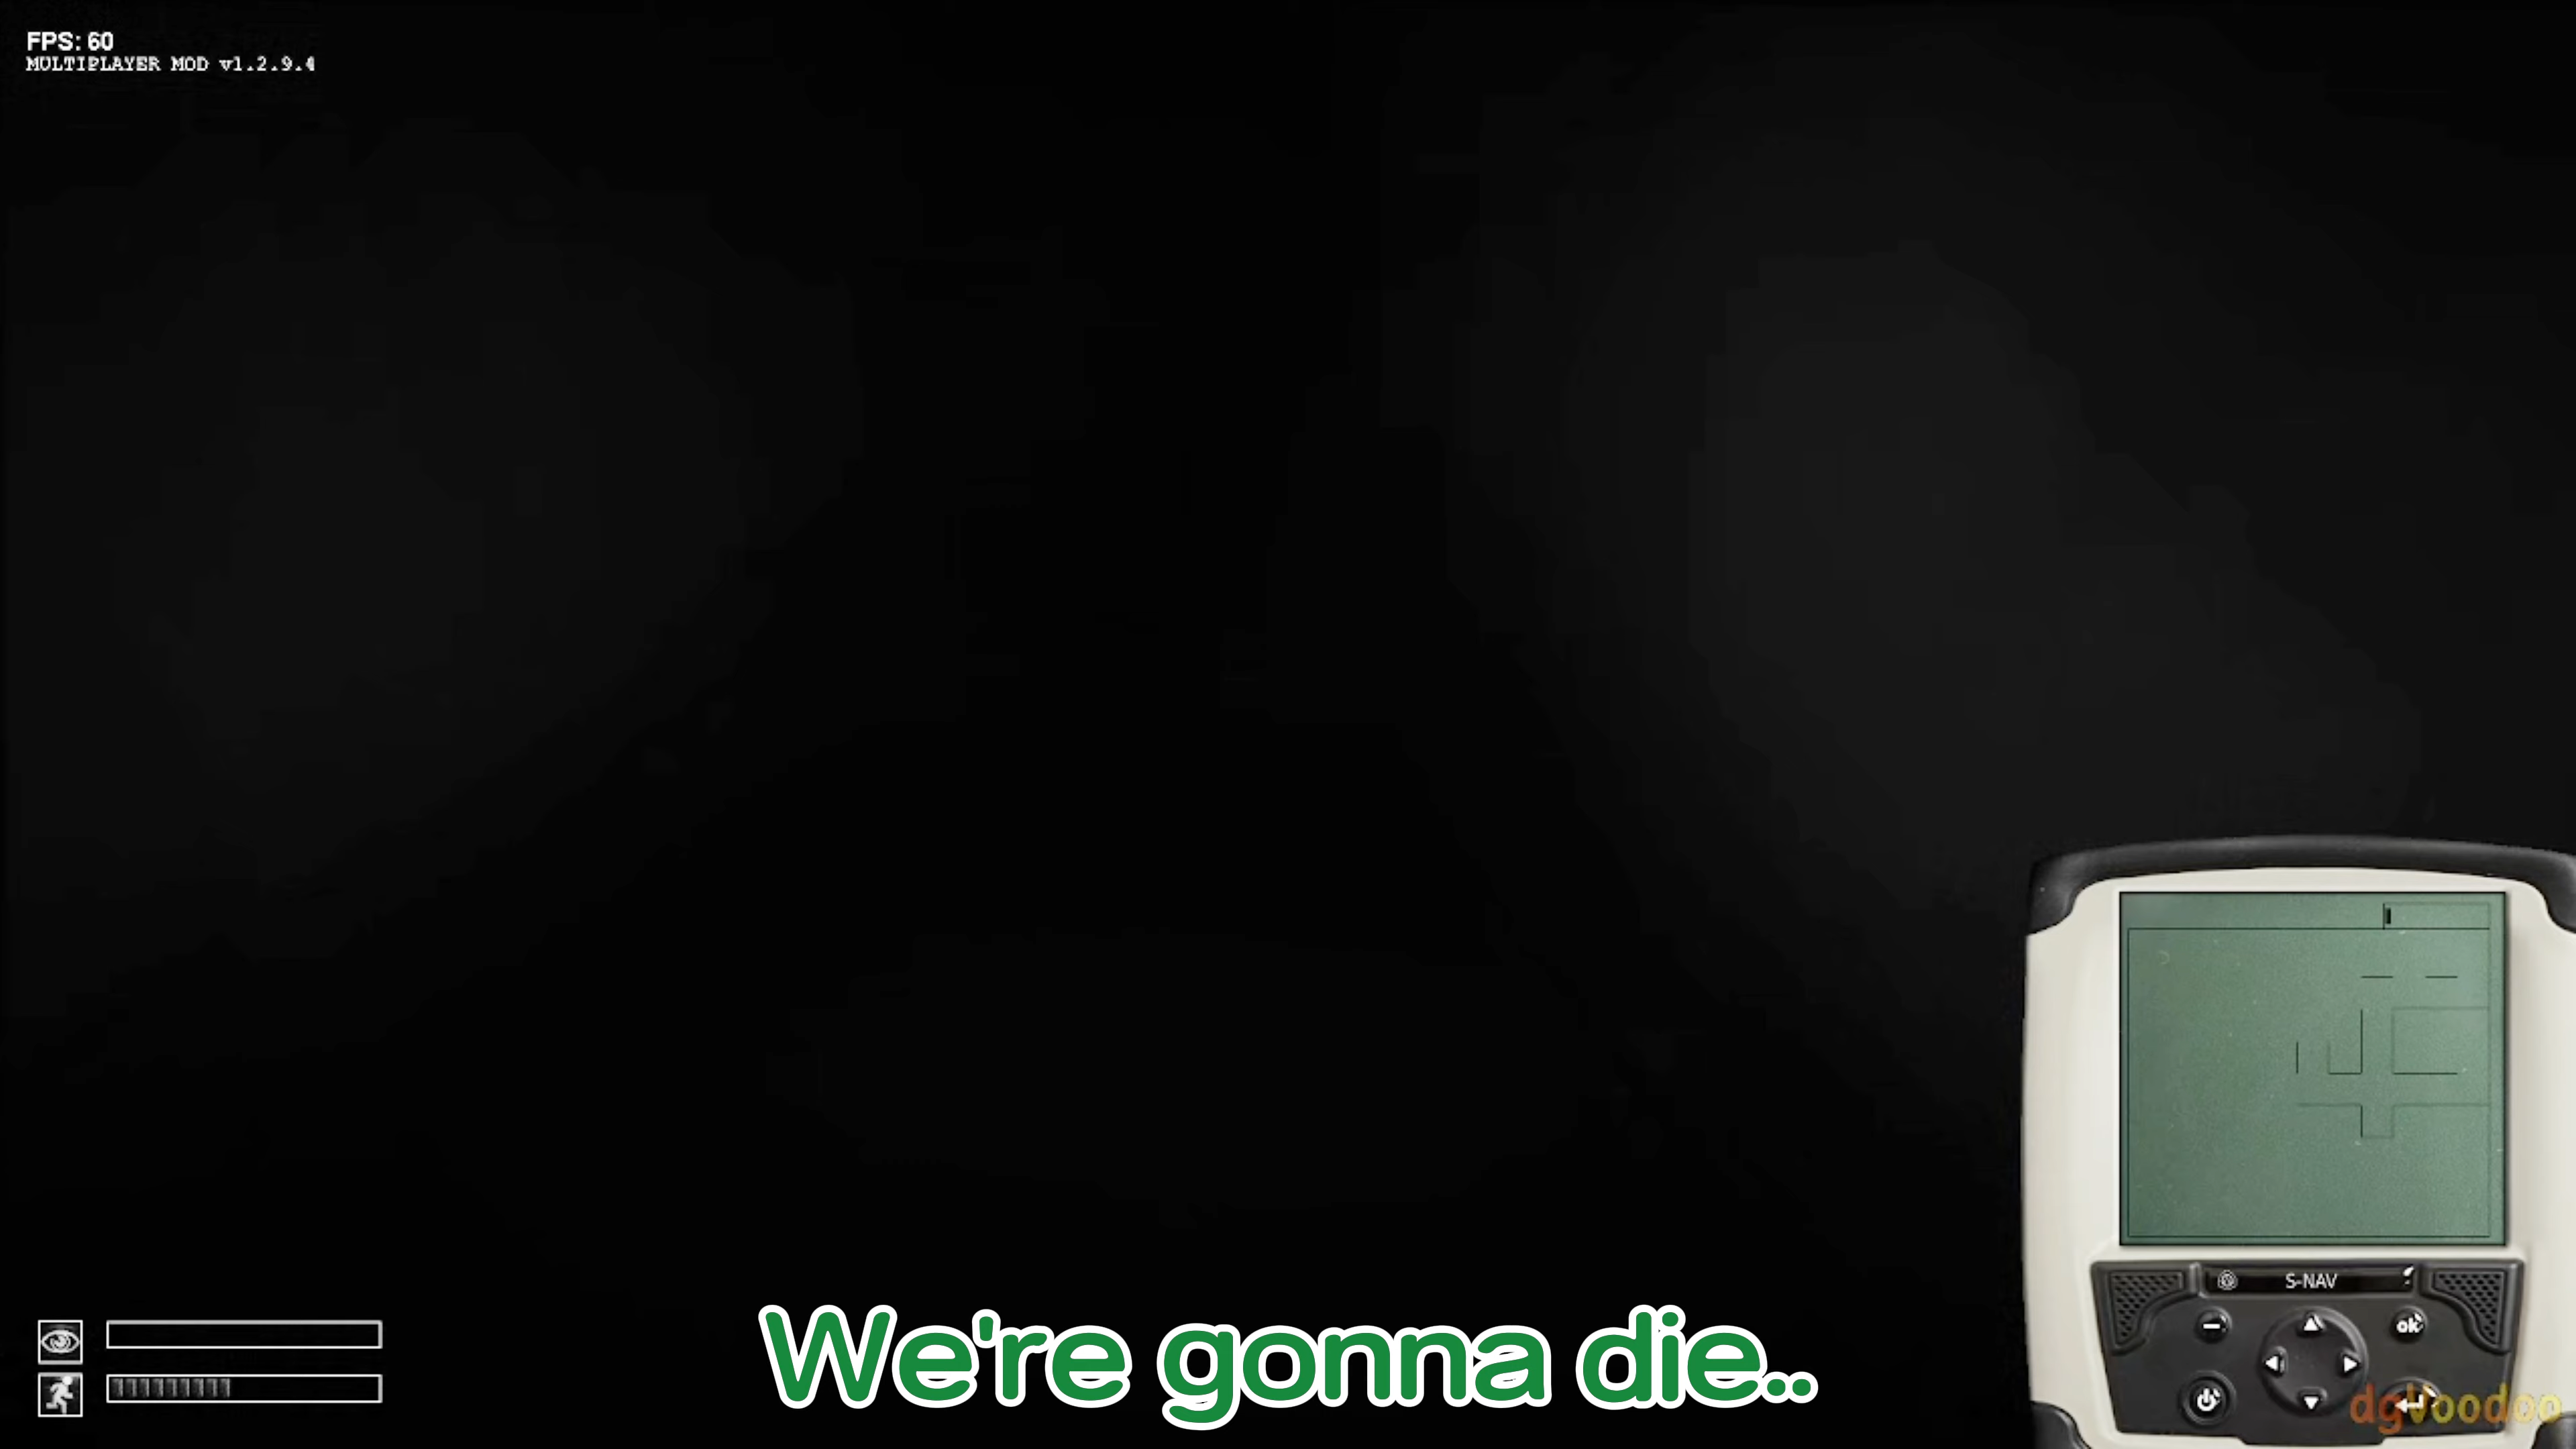 FPS: 60
MULTIPLAYER MOD v1.2.9.4
S-NAV
ok
We're gonna die..
dgVoodoo